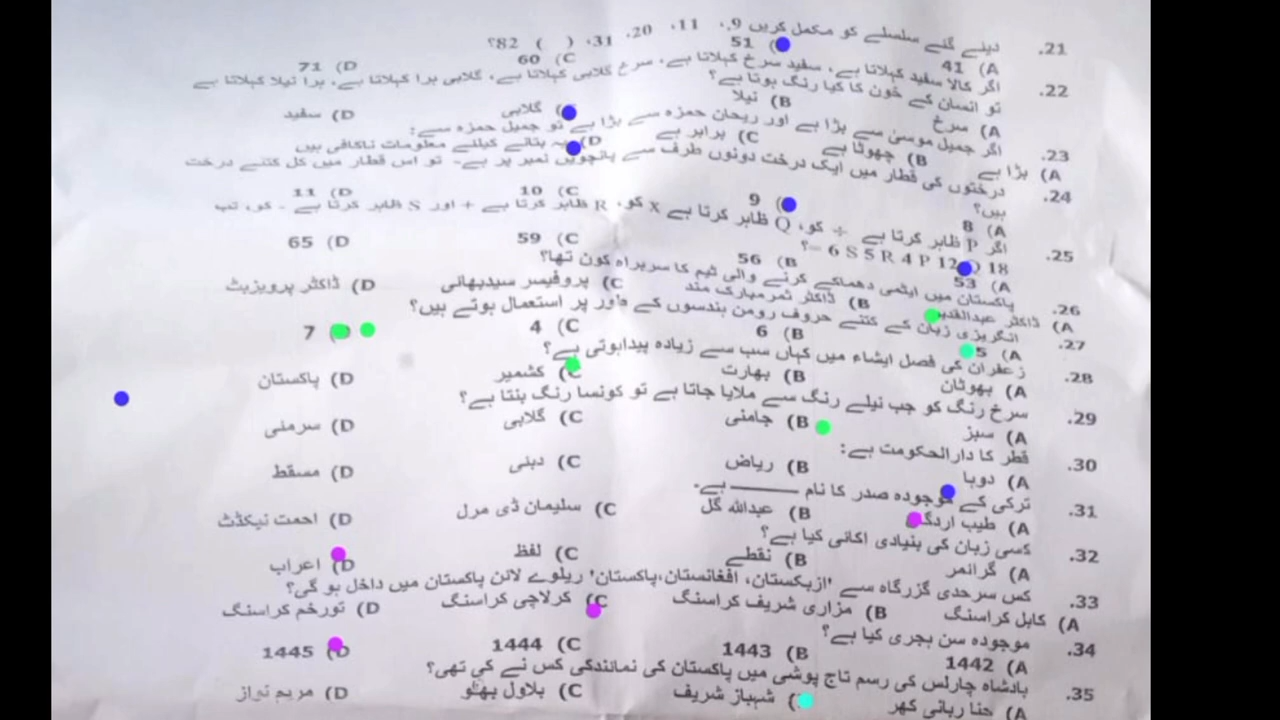 21. دیئے گئے سلسلے کو مکمل کریں 9، 11، 20، 31، ( ) 82؟
A) 41 51 C) 60 D) 71
22. اگر کالا سفید کہلاتا ہے، سفید سرخ کہلاتا ہے، سرخ گلابی کہلاتا ہے، گلابی ہرا کہلاتا ہے، ہرا نیلا کہلاتا ہے
تو انسان کے خون کا کیا رنگ ہوتا ہے؟
A) سرخ B) نیلا گلابی D) سفید
23. اگر جمیل موسیٰ سے بڑا ہے اور ریحان حمزہ سے بڑا ہے تو جمیل حمزہ سے:
A) بڑا ہے B) چھوٹا ہے C) برابر ہے D) یہ بتانے کیلئے معلومات ناکافی ہیں
24. درختوں کی قطار میں ایک درخت دونوں طرف سے پانچویں نمبر پر ہے۔ تو اس قطار میں کل کتنے درخت
ہیں؟
A) 8 9 C) 10 D) 11
25. اگر P ظاہر کرتا ہے ÷ کو، Q ظاہر کرتا ہے x کو، R ظاہر کرتا ہے + اور S ظاہر کرتا ہے - کو، تب
18 Q 12 P 4 R 5 S 6 =؟
A) 53 B) 56 C) 59 D) 65
26. پاکستان میں ایٹمی دھماکے کرنے والی ٹیم کا سربراہ کون تھا؟
A) ڈاکٹر عبدالقدیر B) ڈاکٹر ثمرمبارک مند C) پروفیسر سیدبھائی D) ڈاکٹر پرویزبٹ
27. انگریزی زبان کے کتنے حروف رومن ہندسوں کے طور پر استعمال ہوتے ہیں؟
A) 5 B) 6 C) 4 D) 7
28. زعفران کی فصل ایشاء میں کہاں سب سے زیادہ پیداہوتی ہے؟
A) بھوٹان B) بھارت C) کشمیر D) پاکستان
29. سرخ رنگ کو جب نیلے رنگ سے ملایا جاتا ہے تو کونسا رنگ بنتا ہے؟
A) سبز B) جامنی C) گلابی D) سرمئی
30. قطر کا دارالحکومت ہے:
A) دوہا B) ریاض C) دبئی D) مسقط
31. ترکی کے موجودہ صدر کا نام ـــــــــ ہے۔
A) طیب اردگان B) عبداللہ گل C) سلیمان ڈی مرل D) احمت نیکڈٹ
32. کسی زبان کی بنیادی اکائی کیا ہے؟
A) گرائمر B) نقطے C) لفظ D) اعراب
33. کس سرحدی گزرگاہ سے 'ازبکستان، افغانستان،پاکستان' ریلوے لائن پاکستان میں داخل ہو گی؟
A) کابل کراسنگ B) مزاری شریف کراسنگ C) کرلاچی کراسنگ D) تورخم کراسنگ
34. موجودہ سن ہجری کیا ہے؟
A) 1442 B) 1443 C) 1444 D) 1445
35. بادشاہ چارلس کی رسم تاج پوشی میں پاکستان کی نمائندگی کس نے کی تھی؟
A) حنا ربانی کھر شہباز شریف C) بلاول بھٹو D) مریم نواز